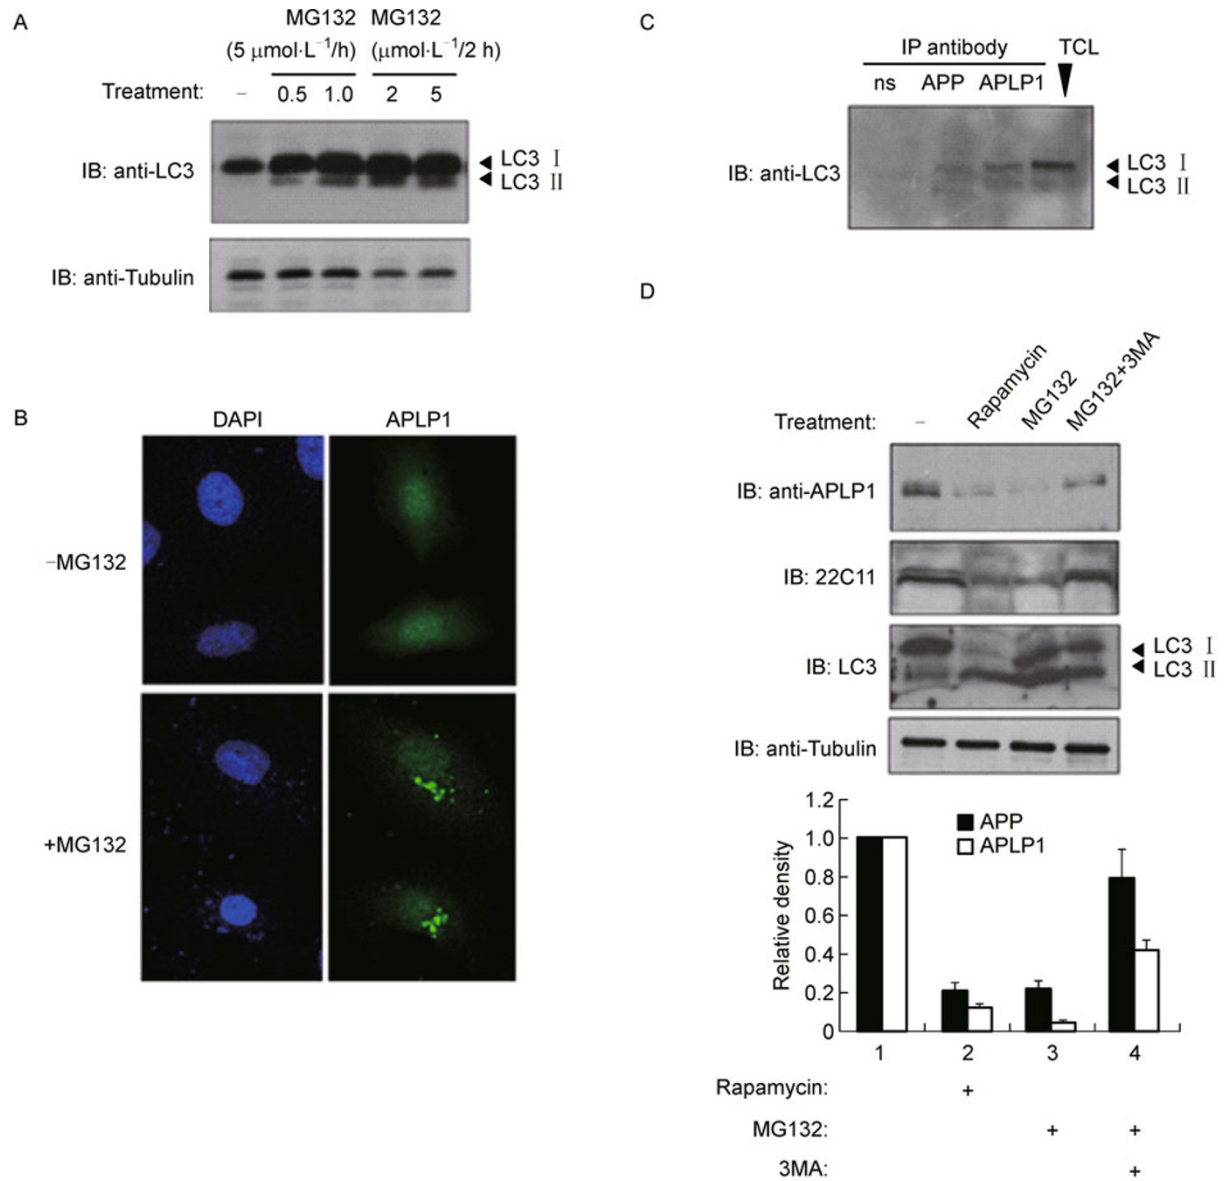 A
MG132 MG132
(5 μmol·L⁻¹/h) (μmol·L⁻¹/2 h)
Treatment: – 0.5 1.0 2 5
IB: anti-LC3
LC3 Ⅰ
LC3 Ⅱ
IB: anti-Tubulin
B
DAPI APLP1
–MG132
+MG132
C
IP antibody TCL
ns APP APLP1
IB: anti-LC3
LC3 Ⅰ
LC3 Ⅱ
D
Treatment: – Rapamycin MG132 MG132+3MA
IB: anti-APLP1
IB: 22C11
IB: LC3
LC3 Ⅰ
LC3 Ⅱ
IB: anti-Tubulin
Relative density
1.2
1.0
0.8
0.6
0.4
0.2
0
APP
APLP1
1 2 3 4
Rapamycin: +
MG132: + +
3MA: +